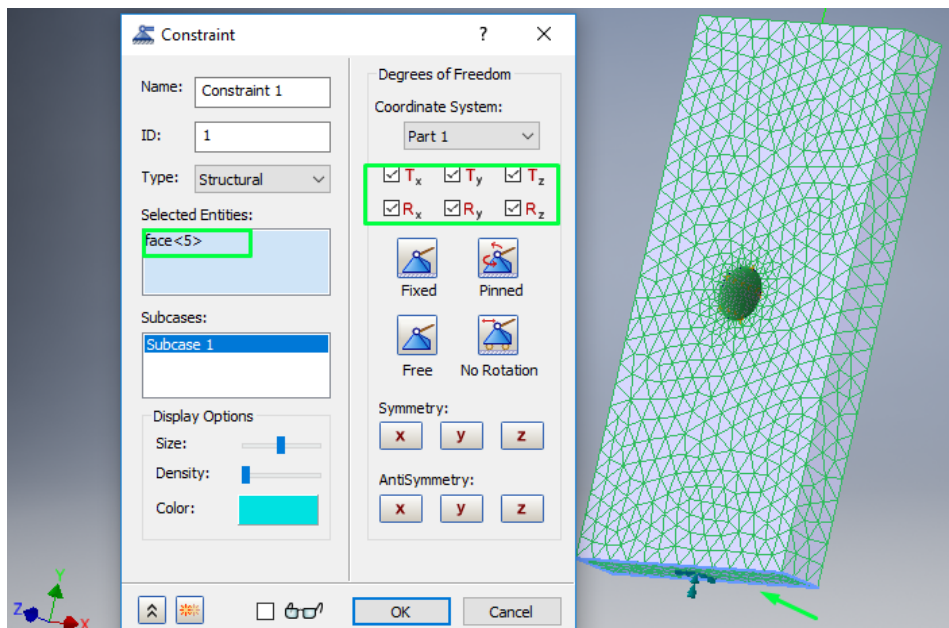 Constraint
?
Name: Constraint 1
ID: 1
Type: Structural
Selected Entities:
face<5>
Subcases:
Subcase 1
Display Options
Size:
Density:
Color:
Degrees of Freedom
Coordinate System:
Part 1
Tx Ty Tz
Rx Ry Rz
Fixed Pinned
Free No Rotation
Symmetry:
x y z
AntiSymmetry:
x y z
OK Cancel
Y
Z X